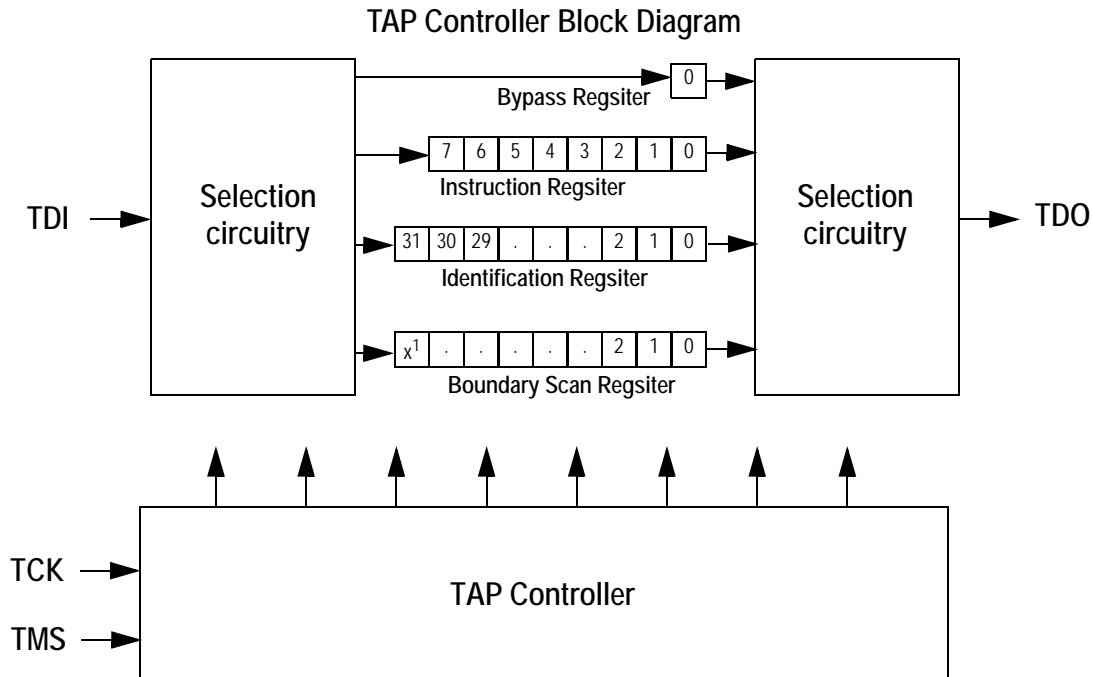 TAP Controller Block Diagram
0
Bypass Regsiter
7 6 5 4 3 2 1 0
Instruction Regsiter
TDI
Selection
circuitry
Selection
circuitry
TDO
31 30 29 . . . 2 1 0
Identification Regsiter
x¹ . . . . . 2 1 0
Boundary Scan Regsiter
TCK
TAP Controller
TMS